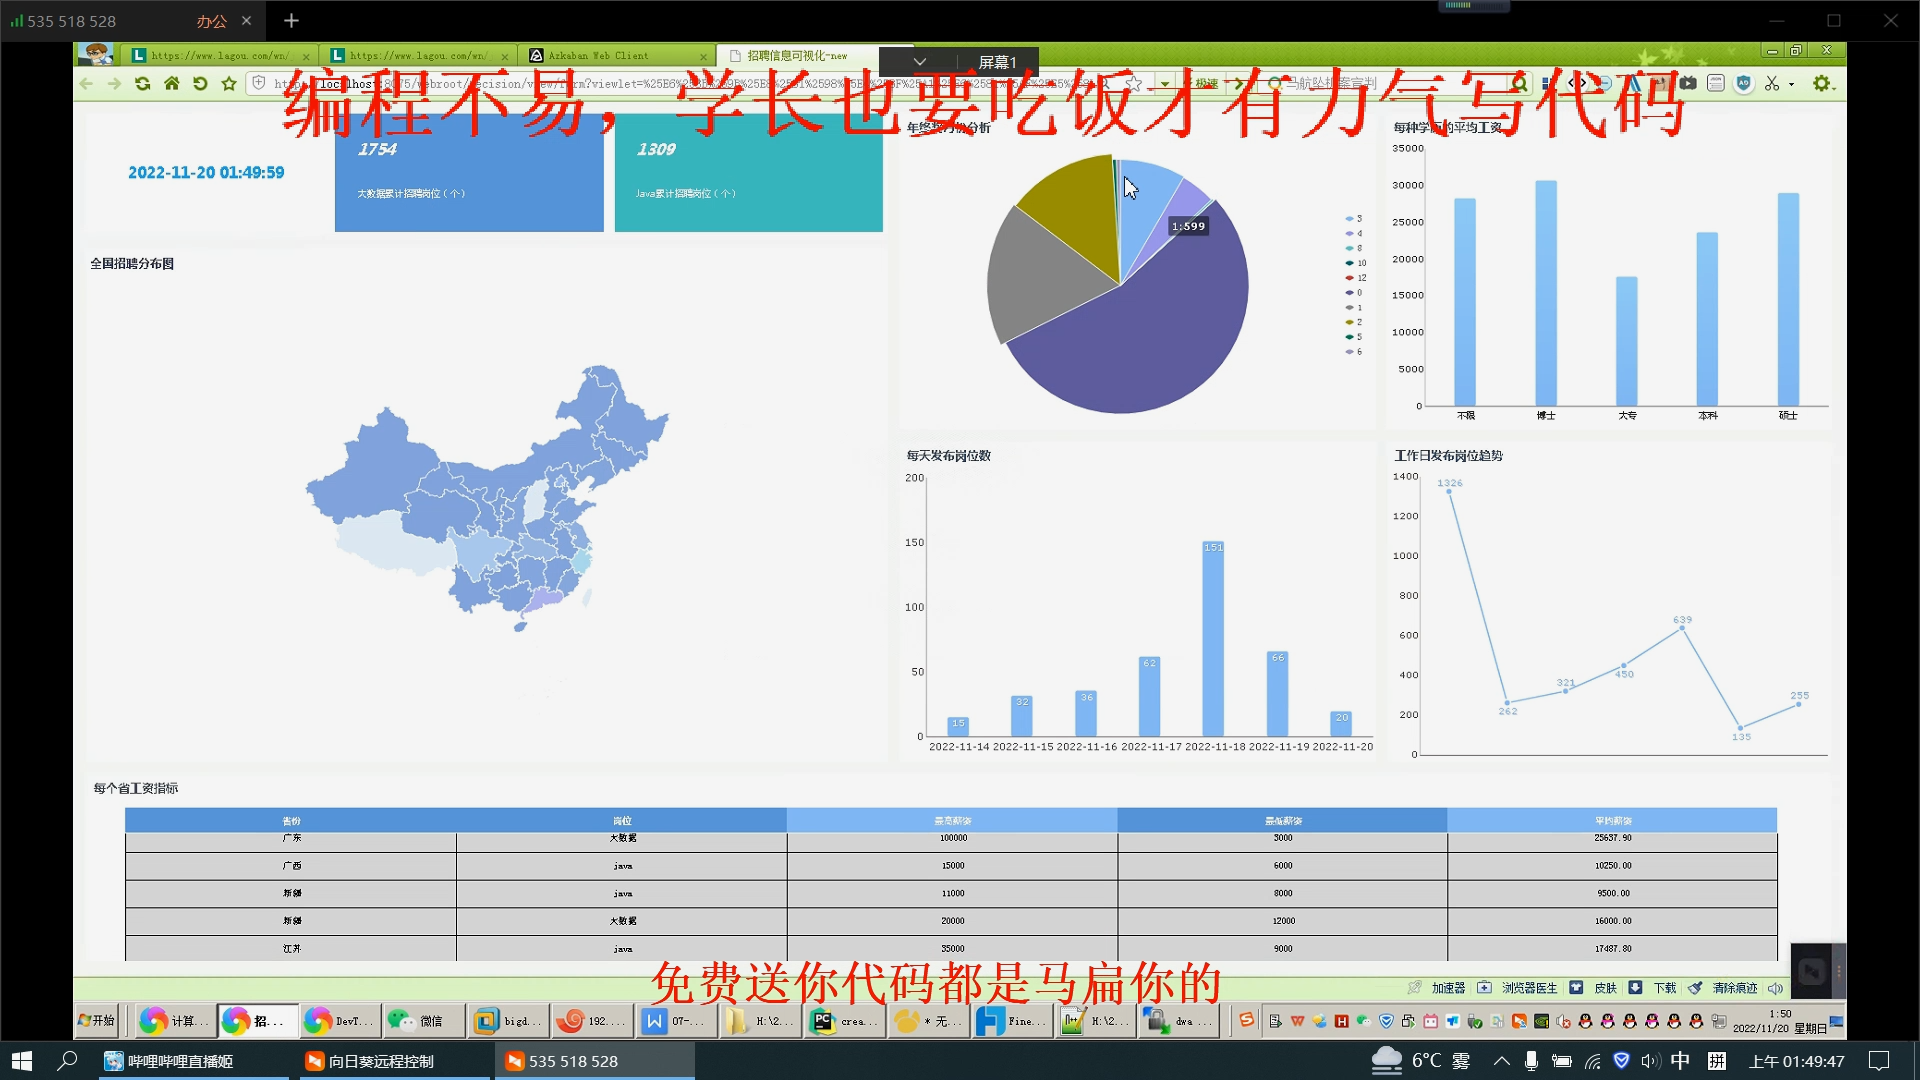 535 518 528
办公
https://www.lagou.com/wn/
https://www.lagou.com/wn/
Azkaban Web Client
招聘信息可视化-new
屏幕1
极速
编程不易，学长也要吃饭才有力气写代码
2022-11-20 01:49:59
1754
大数据累计招聘岗位（个）
1309
Java累计招聘岗位（个）
全国招聘分布图
1:599
3
4
8
10
12
0
1
2
5
6
35000
30000
25000
20000
15000
10000
5000
0
不限
博士
大专
本科
硕士
每天发布岗位数
200
150
100
50
0
15
32
36
62
151
66
20
2022-11-14 2022-11-15 2022-11-16 2022-11-17 2022-11-18 2022-11-19 2022-11-20
工作日发布岗位趋势
1400
1200
1000
800
600
400
200
0
1326
262
321
450
639
135
255
每个省工资指标
省份 岗位 最高薪资 最低薪资 平均薪资
广东 大数据 100000 3000 25637.90
广西 java 15000 6000 10250.00
新疆 java 11000 8000 9500.00
新疆 大数据 20000 12000 16000.00
江苏 java 35000 9000 17487.80
免费送你代码都是马扁你的
加速器
浏览器医生
皮肤
下载
清除痕迹
开始
计算...
招...
DevT...
微信
bigd...
192....
07-...
H:\2...
crea...
* 无...
Fine...
H:\2...
dwa ...
1:50
2022/11/20 星期日
哔哩哔哩直播姬
向日葵远程控制
535 518 528
6°C 雾
中
拼
上午 01:49:47